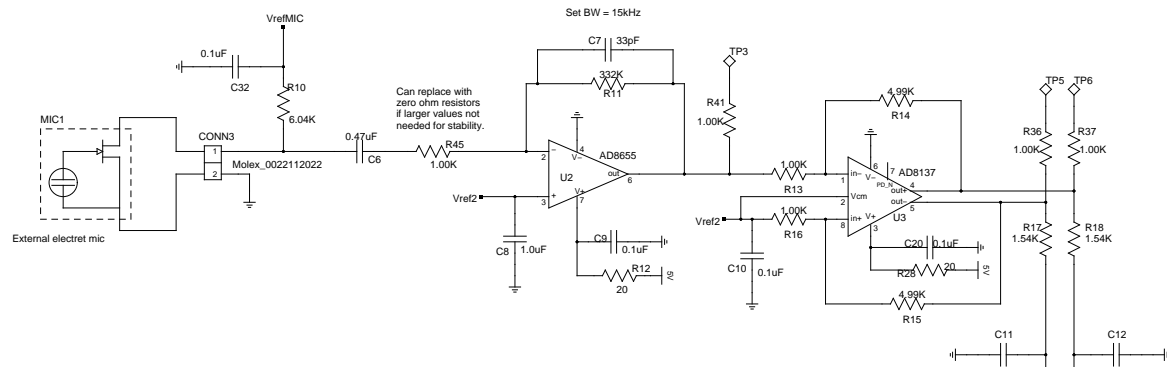 Set BW = 15kHz
VrefMIC
C7
33pF
0.1uF
C32
R10
6.04K
332K
R11
TP3
Can replace with
zero ohm resistors
if larger values not
needed for stability.
R41
1.00K
4.99K
R14
TP5
TP6
MIC1
CONN3
1
2
Molex_0022112022
0.47uF
C6
R45
1.00K
2
−
4
V−
AD8655
U2
out
6
+
3
V+
7
Vref2
C8
1.0uF
C9
0.1uF
R12
20
5V
1.00K
R13
1
in−
6
V−
7
PD_N
AD8137
out+
4
out−
5
Vcm
2
in+
8
V+
3
U3
Vref2
1.00K
R16
C10
0.1uF
C20
0.1uF
R28
20
5V
4.99K
R15
R36
1.00K
R37
1.00K
R17
1.54K
R18
1.54K
External electret mic
C11
C12